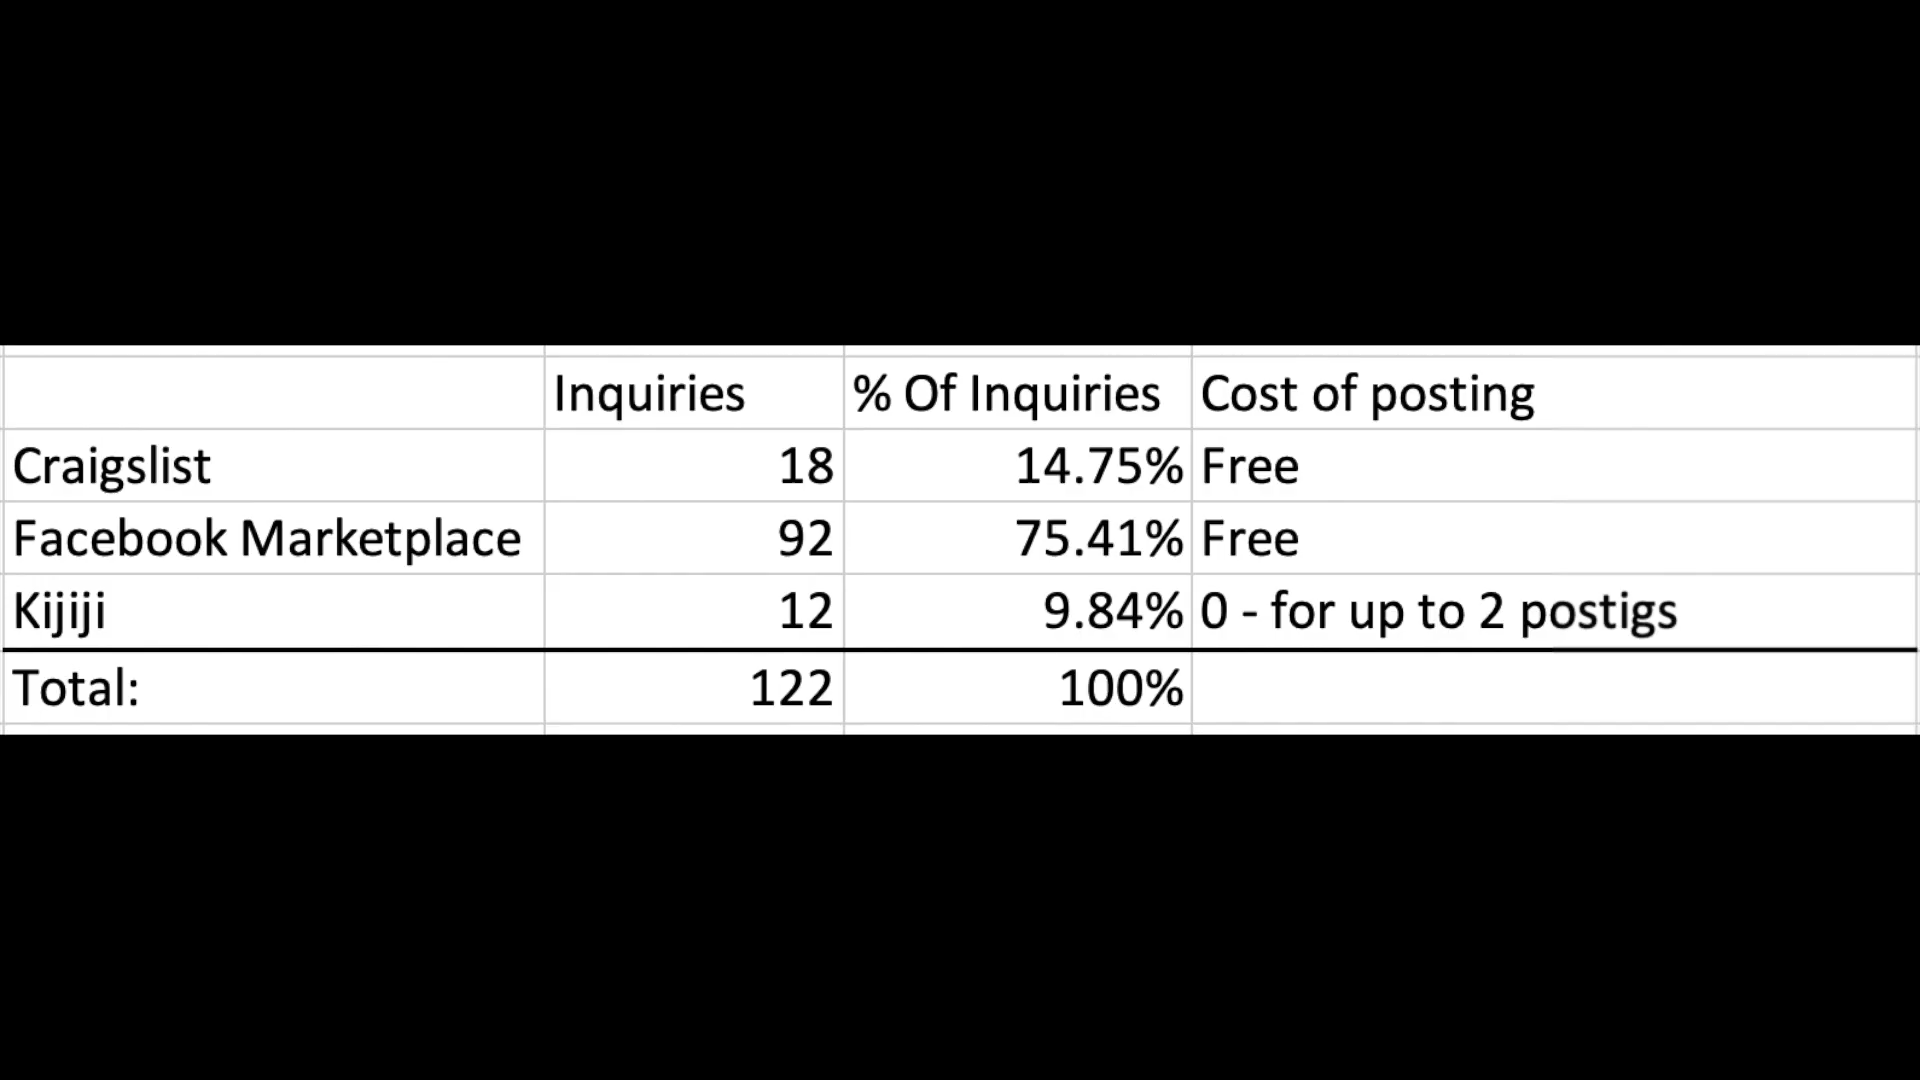 Inquiries % Of Inquiries Cost of posting
Craigslist 18 14.75% Free
Facebook Marketplace 92 75.41% Free
Kijiji 12 9.84% 0 - for up to 2 postigs
Total: 122 100%